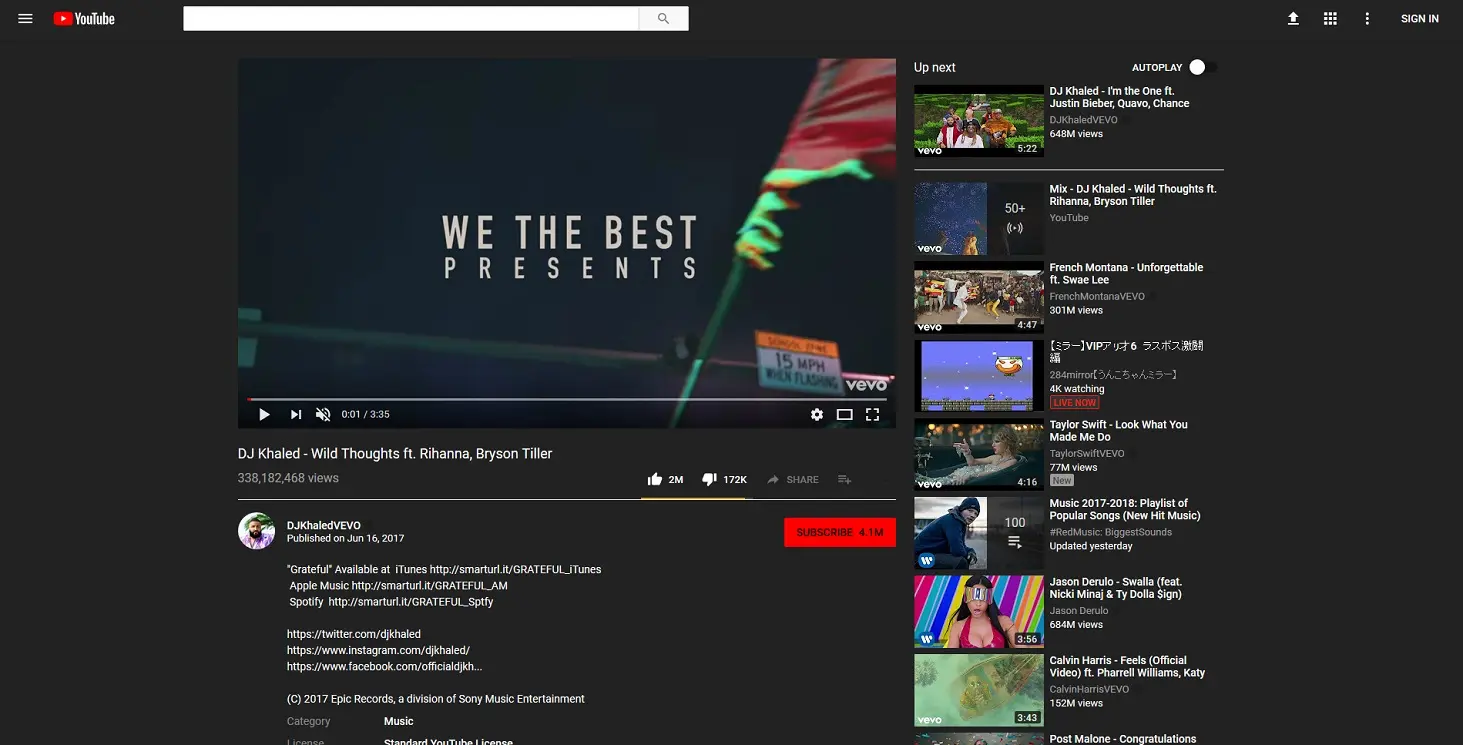 YouTube
SIGN IN
WE THE BEST
PRESENTS
SCHOOL ZONE
15 MPH
WHEN FLASHING
vevo
0:01 / 3:35
DJ Khaled - Wild Thoughts ft. Rihanna, Bryson Tiller
338,182,468 views
2M
172K
SHARE
DJKhaledVEVO
Published on Jun 16, 2017
SUBSCRIBE 4.1M
"Grateful" Available at iTunes http://smarturl.it/GRATEFUL_iTunes
Apple Music http://smarturl.it/GRATEFUL_AM
Spotify http://smarturl.it/GRATEFUL_Sptfy
https://twitter.com/djkhaled
https://www.instagram.com/djkhaled/
https://www.facebook.com/officialdjkh...
(C) 2017 Epic Records, a division of Sony Music Entertainment
Category Music
License Standard YouTube License
Up next
AUTOPLAY
vevo
5:22
DJ Khaled - I'm the One ft.
Justin Bieber, Quavo, Chance
DJKhaledVEVO
648M views
50+
vevo
Mix - DJ Khaled - Wild Thoughts ft.
Rihanna, Bryson Tiller
YouTube
vevo
4:47
French Montana - Unforgettable
ft. Swae Lee
FrenchMontanaVEVO
301M views
【ミラー】VIPアリオ6 ラスボス激闘
編
284mirror【うんこちゃんミラー】
4K watching
LIVE NOW
vevo
4:16
Taylor Swift - Look What You
Made Me Do
TaylorSwiftVEVO
77M views
New
100
Music 2017-2018: Playlist of
Popular Songs (New Hit Music)
#RedMusic: BiggestSounds
Updated yesterday
3:56
Jason Derulo - Swalla (feat.
Nicki Minaj & Ty Dolla $ign)
Jason Derulo
684M views
vevo
3:43
Calvin Harris - Feels (Official
Video) ft. Pharrell Williams, Katy
CalvinHarrisVEVO
152M views
Post Malone - Congratulations